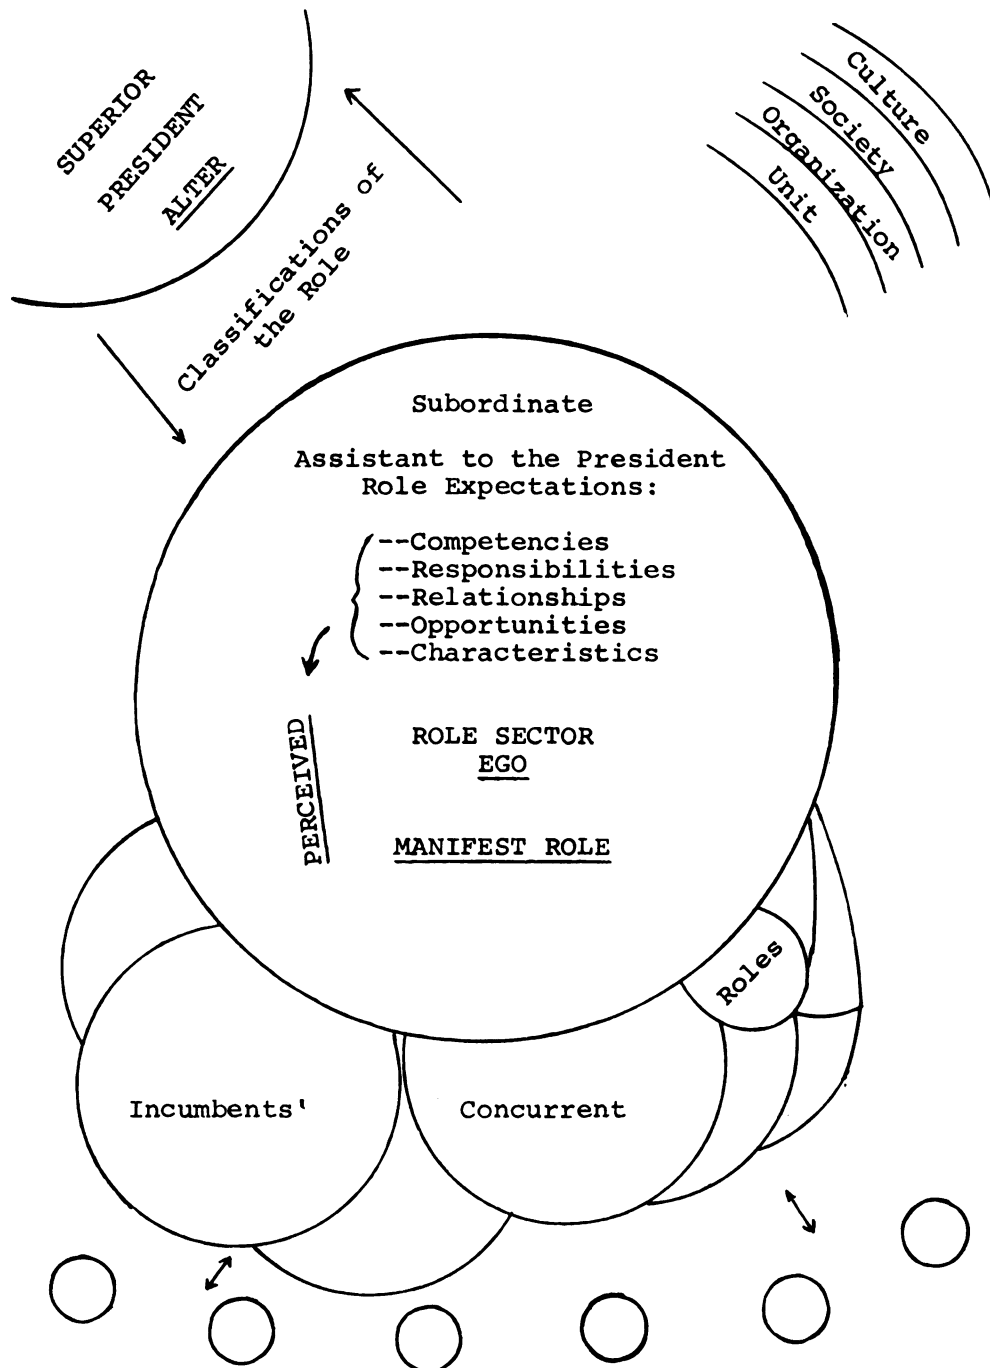 SUPERIOR
PRESIDENT
ALTER
Classifications of
the Role
Culture
Society
Organization
Unit
Subordinate
Assistant to the President
Role Expectations:
--Competencies
--Responsibilities
--Relationships
--Opportunities
--Characteristics
PERCEIVED
ROLE SECTOR
EGO
MANIFEST ROLE
Incumbents'
Concurrent
Roles